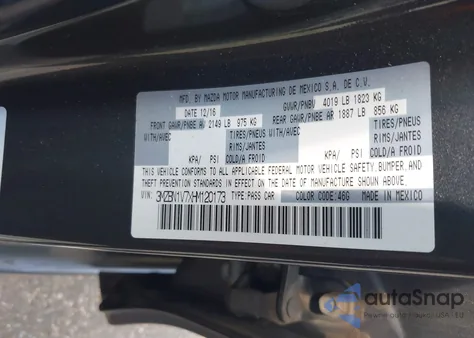 MFD. BY MAZDA MOTOR MANUFACTURING DE MEXICO S.A. DE C.V.
DATE 12/16 GVWR/PNBV 4019 LB 1823 KG
FRONT GAWR/PNBE AV 2149 LB 975 KG REAR GAWR/PNBE AR 1887 LB 856 KG
WITH/AVEC TIRES/PNEUS WITH/AVEC TIRES/PNEUS
RIMS/JANTES RIMS/JANTES
KPA/ PSI COLD/A FROID KPA/ PSI COLD/A FROID
THIS VEHICLE CONFORMS TO ALL APPLICABLE FEDERAL MOTOR VEHICLE SAFETY, BUMPER, AND
THEFT PREVENTION STANDARDS IN EFFECT ON THE DATE OF MANUFACTURE SHOWN ABOVE.
VIN: 3MZBN1V7XHM120173 TYPE:PASS CAR COLOR CODE:46G MADE IN MEXICO
autoSnap